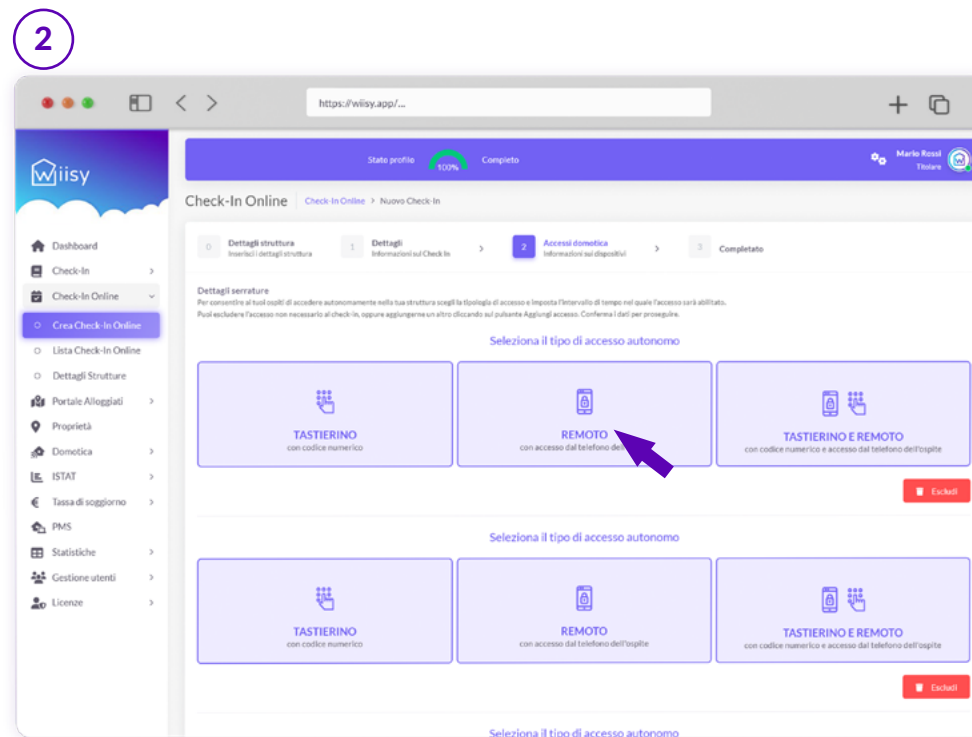 2
https://wiisy.app/...
wiisy
Stato profilo 100% Completo
Mario Rossi
Titolare
Check-In Online Check-In Online > Nuovo Check-In
Dashboard
Check-In
Check-In Online
Crea Check-In Online
Lista Check-In Online
Dettagli Strutture
Portale Alloggiati
Proprietà
Domotica
ISTAT
Tassa di soggiorno
PMS
Statistiche
Gestione utenti
Licenze
0 Dettagli struttura
Inserisci i dettagli struttura
1 Dettagli
Informazioni sul Check In
2 Accessi domotica
Informazioni sui dispositivi
3 Completato
Dettagli serrature
Per consentire ai tuoi ospiti di accedere autonomamente nella tua struttura scegli la tipologia di accesso e imposta l'intervallo di tempo nel quale l'accesso sarà abilitato.
Puoi escludere l'accesso non necessario al check-in, oppure aggiungerne un altro cliccando sul pulsante Aggiungi accesso. Conferma i dati per proseguire.
Seleziona il tipo di accesso autonomo
TASTIERINO
con codice numerico
REMOTO
con accesso dal telefono
TASTIERINO E REMOTO
con codice numerico e accesso dal telefono dell'ospite
Escludi
Seleziona il tipo di accesso autonomo
TASTIERINO
con codice numerico
REMOTO
con accesso dal telefono dell'ospite
TASTIERINO E REMOTO
con codice numerico e accesso dal telefono dell'ospite
Escludi
Seleziona il tipo di accesso autonomo